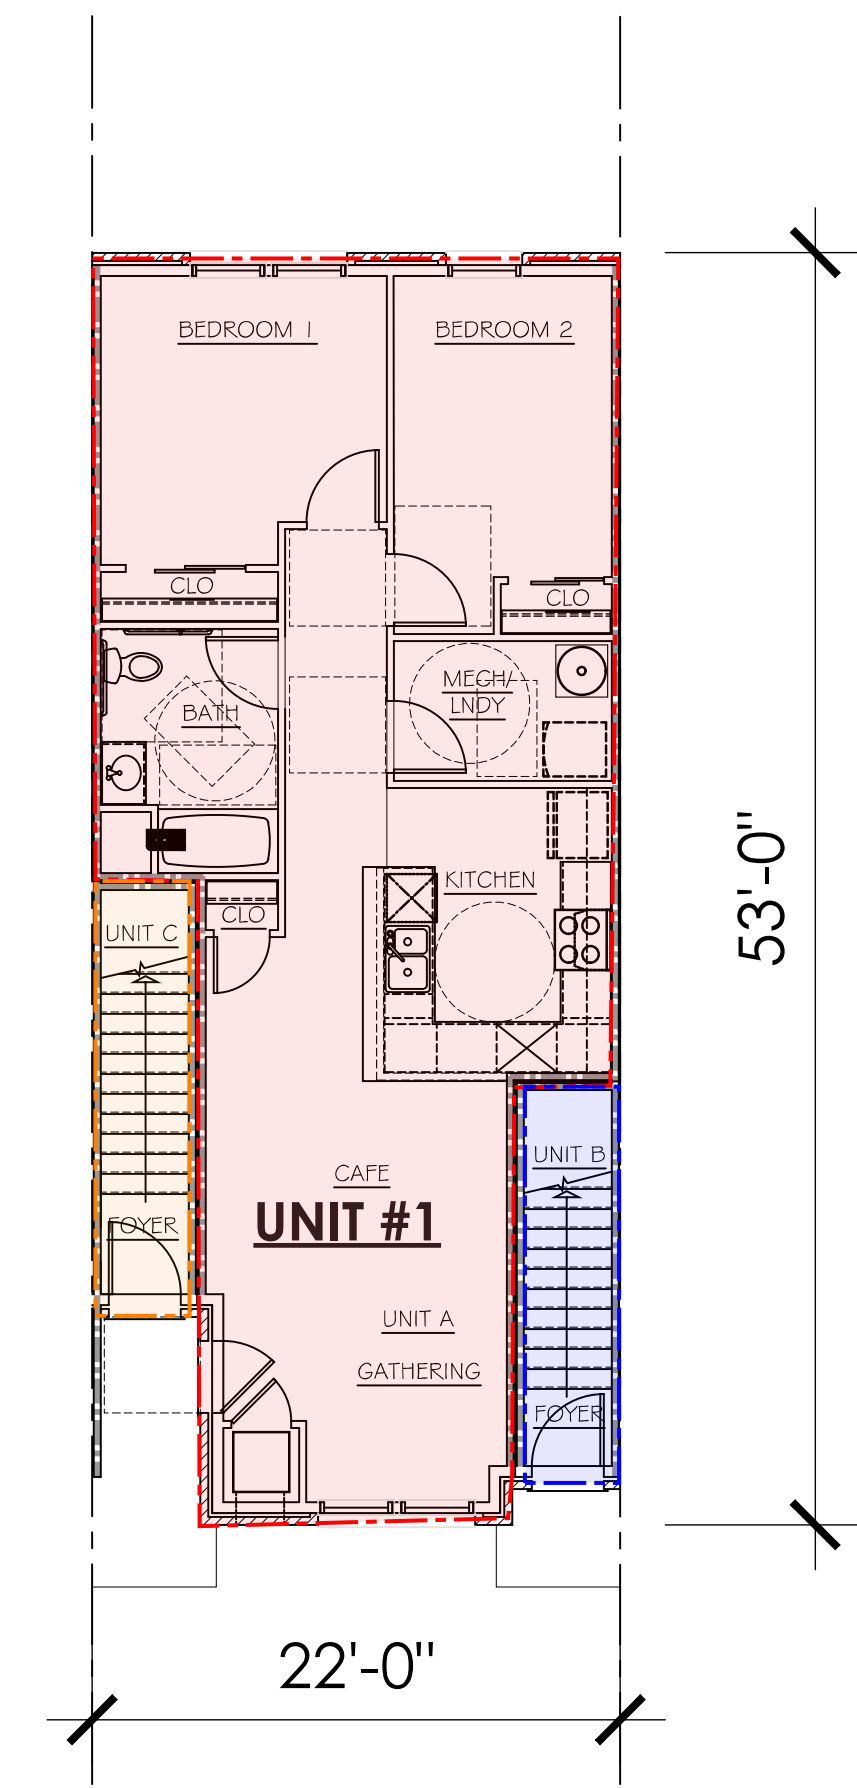 BEDROOM 1
BEDROOM 2
CLO
CLO
MECH/
LNDY
BATH
53'-0"
KITCHEN
CLO
UNIT C
UNIT B
CAFE
UNIT #1
FOYER
UNIT A
GATHERING
FOYER
22'-0"